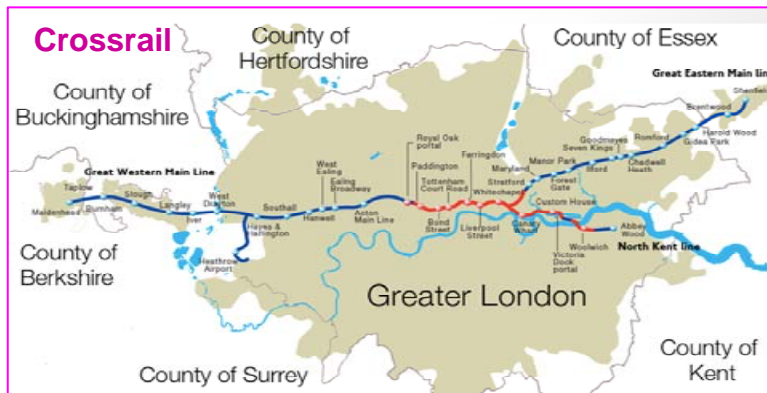 Crossrail
County of
Hertfordshire
County of Essex
Great Eastern Main lin
Shenfield
County of
Buckinghamshire
Brentwood
Harold Wood
Romford
Gidea Park
Goodmayes
Seven Kings
Chadwell
Heath
Ilford
Manor Park
Forest
Gate
Maryland
Stratford
Royal Oak
portal
Paddington
Farringdon
Tottenham
Court Road
Whitechapel
West
Ealing
Ealing
Broadway
Great Western Main Line
Taplow
Slough
Langley
West
Drayton
Southall
Hanwell
Acton
Main Line
Bond
Street
Liverpool
Street
Canary
Wharf
Custom House
Victoria
Dock
portal
Woolwich
Abbey
Wood
North Kent line
Maidenhead
Burnham
Iver
Hayes &
Harlington
Heathrow
Airport
County of
Berkshire
Greater London
County of Surrey
County of
Kent